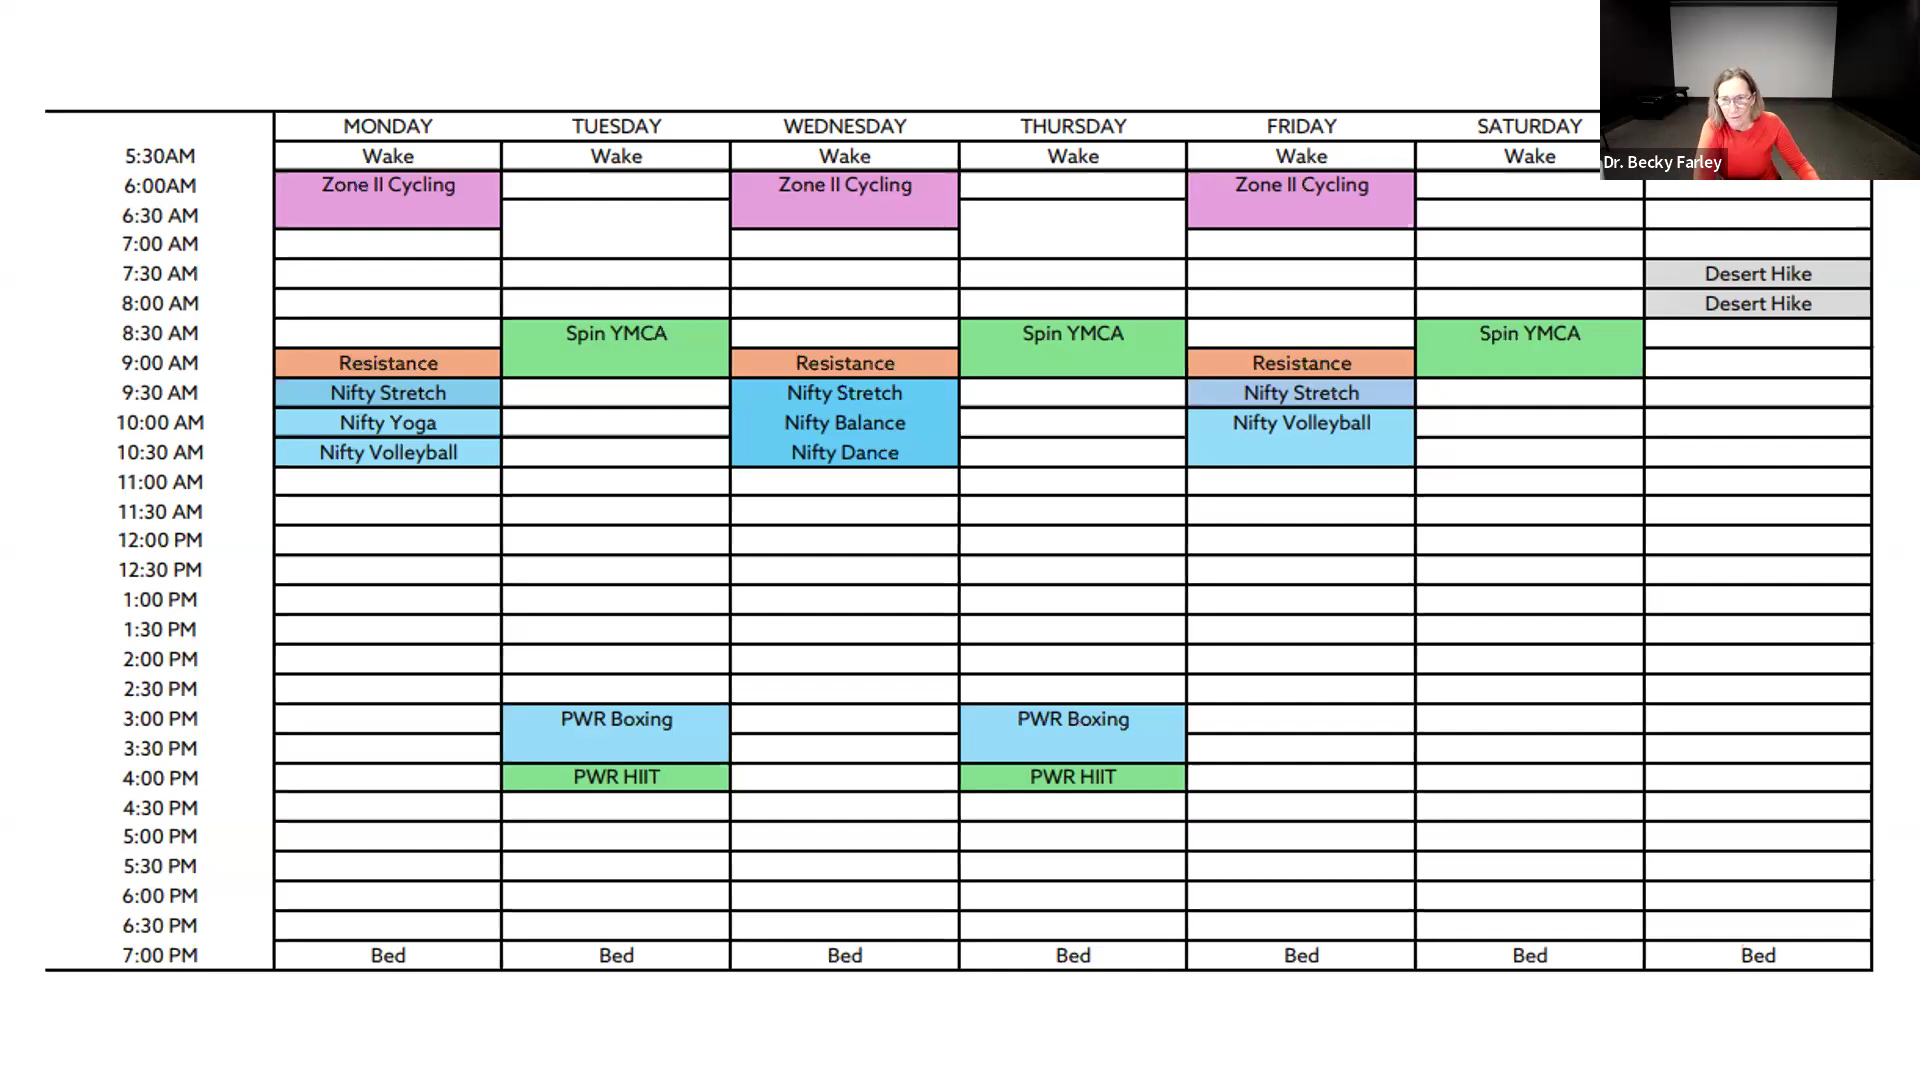 MONDAY TUESDAY WEDNESDAY THURSDAY FRIDAY SATURDAY
Dr. Becky Farley
5:30AM Wake Wake Wake Wake Wake Wake
6:00AM Zone II Cycling Zone II Cycling Zone II Cycling
6:30 AM
7:00 AM
7:30 AM Desert Hike
8:00 AM Desert Hike
8:30 AM Spin YMCA Spin YMCA Spin YMCA
9:00 AM Resistance Resistance Resistance
9:30 AM Nifty Stretch Nifty Stretch Nifty Stretch
10:00 AM Nifty Yoga Nifty Balance Nifty Volleyball
10:30 AM Nifty Volleyball Nifty Dance
11:00 AM
11:30 AM
12:00 PM
12:30 PM
1:00 PM
1:30 PM
2:00 PM
2:30 PM
3:00 PM PWR Boxing PWR Boxing
3:30 PM
4:00 PM PWR HIIT PWR HIIT
4:30 PM
5:00 PM
5:30 PM
6:00 PM
6:30 PM
7:00 PM Bed Bed Bed Bed Bed Bed Bed